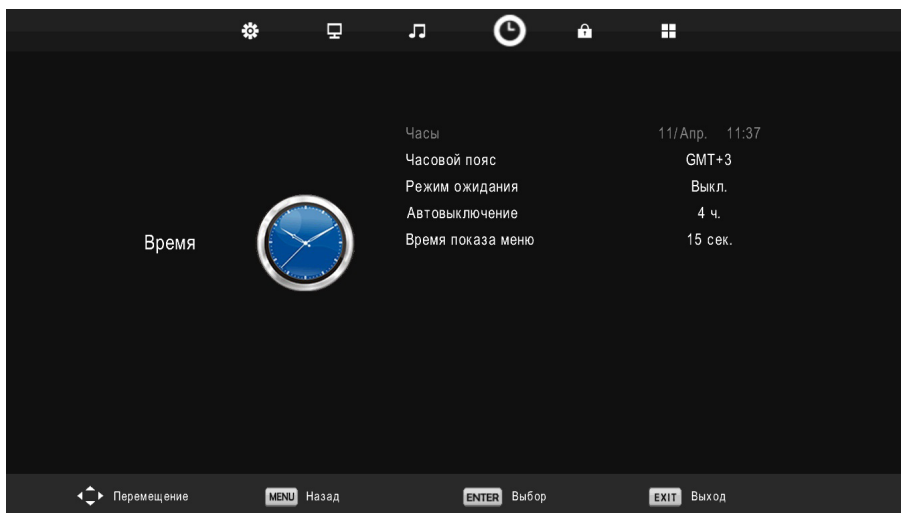 Часы 11/Апр. 11:37
Часовой пояс GMT+3
Режим ожидания Выкл.
Автовыключение 4 ч.
Время показа меню 15 сек.
Время
Перемещение MENU Назад ENTER Выбор EXIT Выход